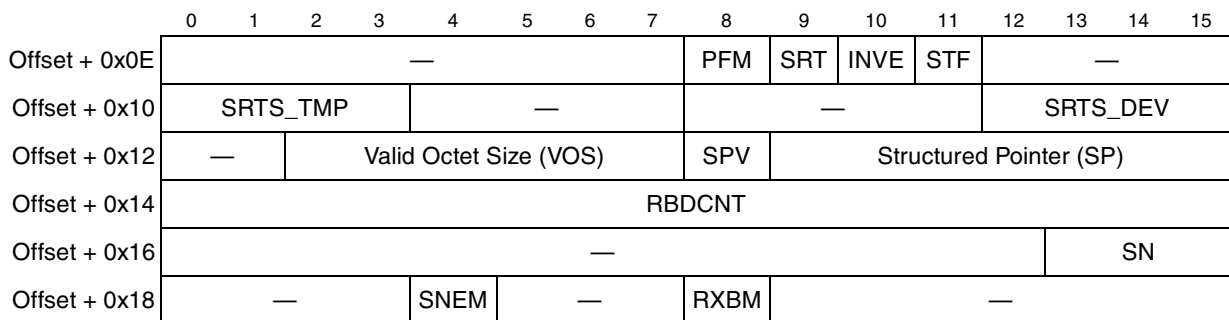 0 1 2 3 4 5 6 7 8 9 10 11 12 13 14 15
Offset + 0x0E — PFM SRT INVE STF —
Offset + 0x10 SRTS_TMP — — SRTS_DEV
Offset + 0x12 — Valid Octet Size (VOS) SPV Structured Pointer (SP)
Offset + 0x14 RBDCNT
Offset + 0x16 — SN
Offset + 0x18 — SNEM — RXBM —